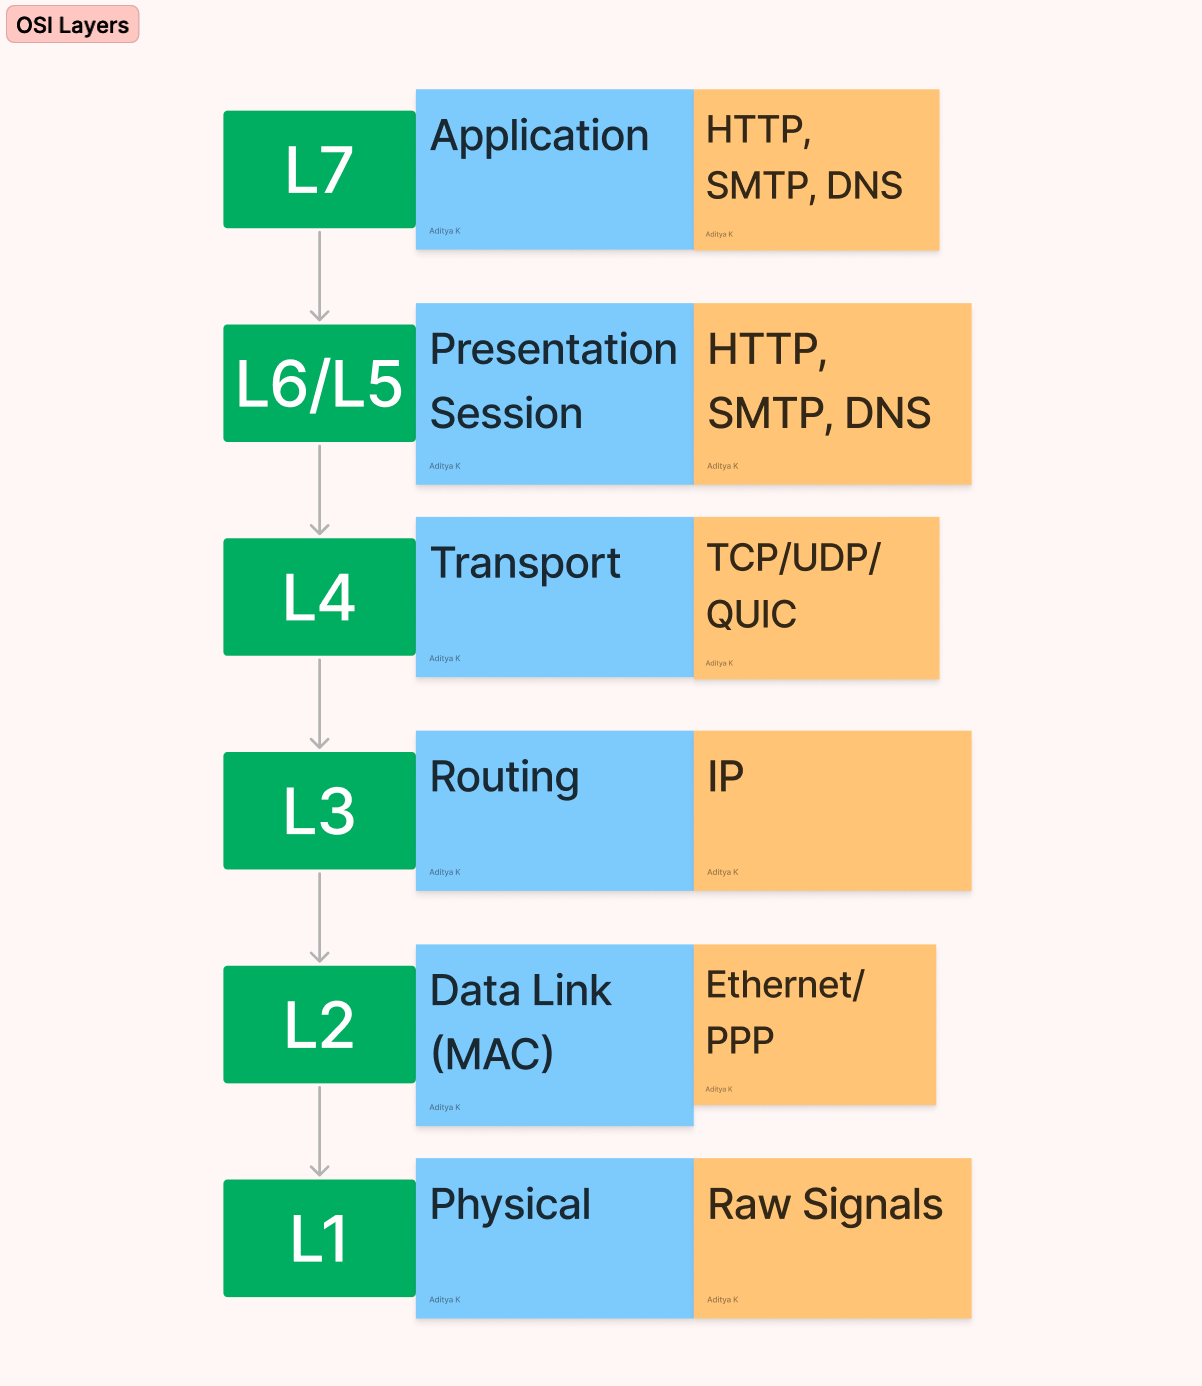 OSI Layers
L7
Application
Aditya K
HTTP,
SMTP, DNS
Aditya K
L6/L5
Presentation
Session
Aditya K
HTTP,
SMTP, DNS
Aditya K
L4
Transport
Aditya K
TCP/UDP/
QUIC
Aditya K
L3
Routing
Aditya K
IP
Aditya K
L2
Data Link
(MAC)
Aditya K
Ethernet/
PPP
Aditya K
L1
Physical
Aditya K
Raw Signals
Aditya K